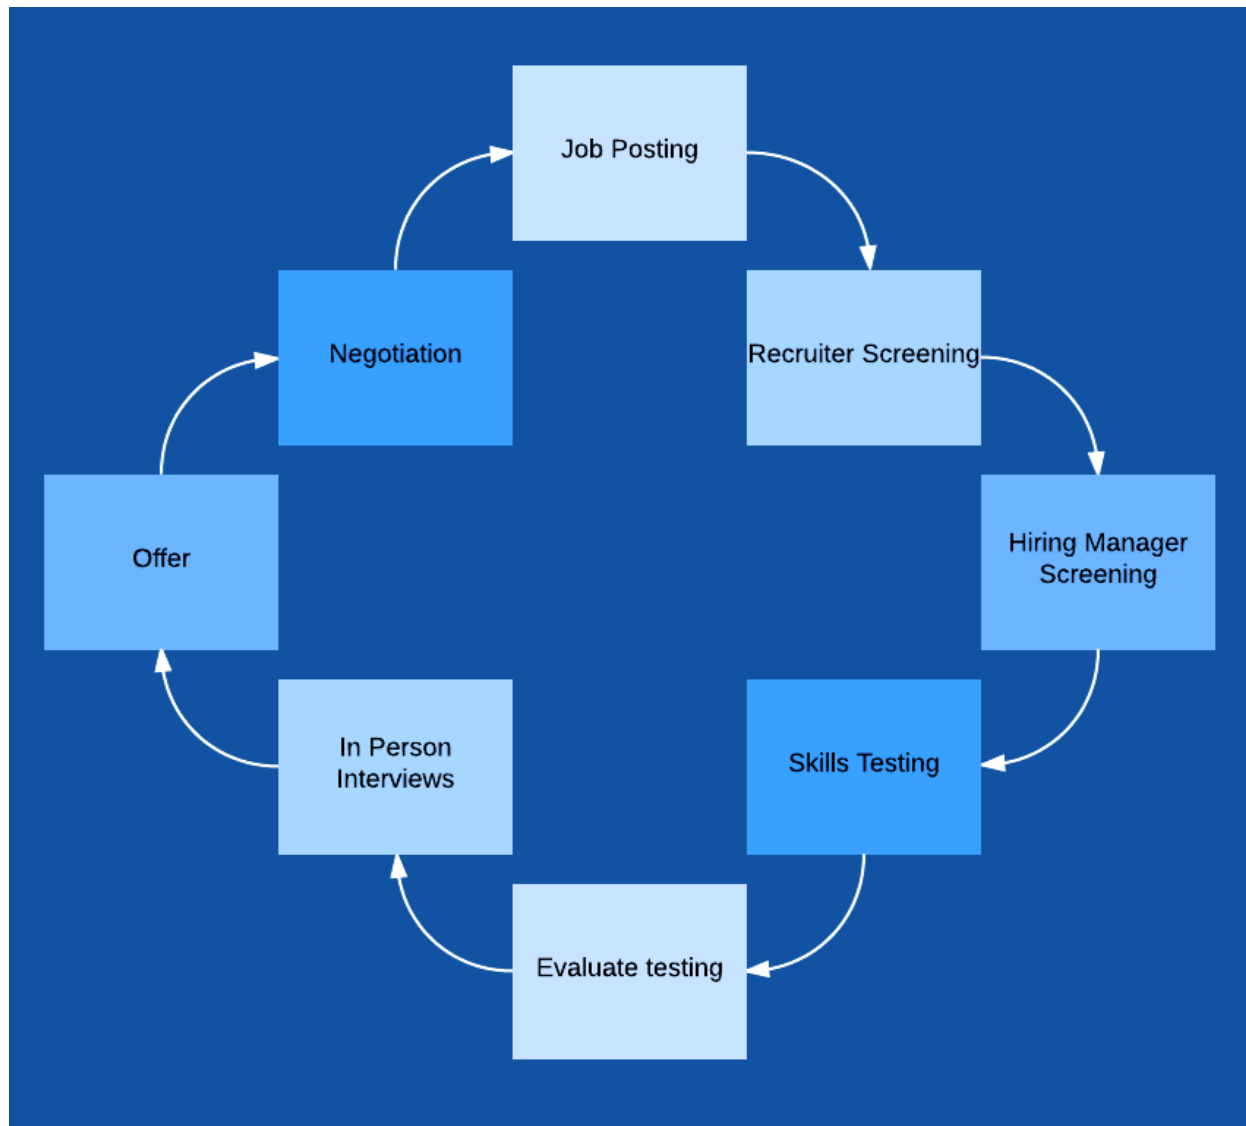 Job Posting
Recruiter Screening
Hiring Manager
Screening
Skills Testing
Evaluate testing
In Person
Interviews
Offer
Negotiation